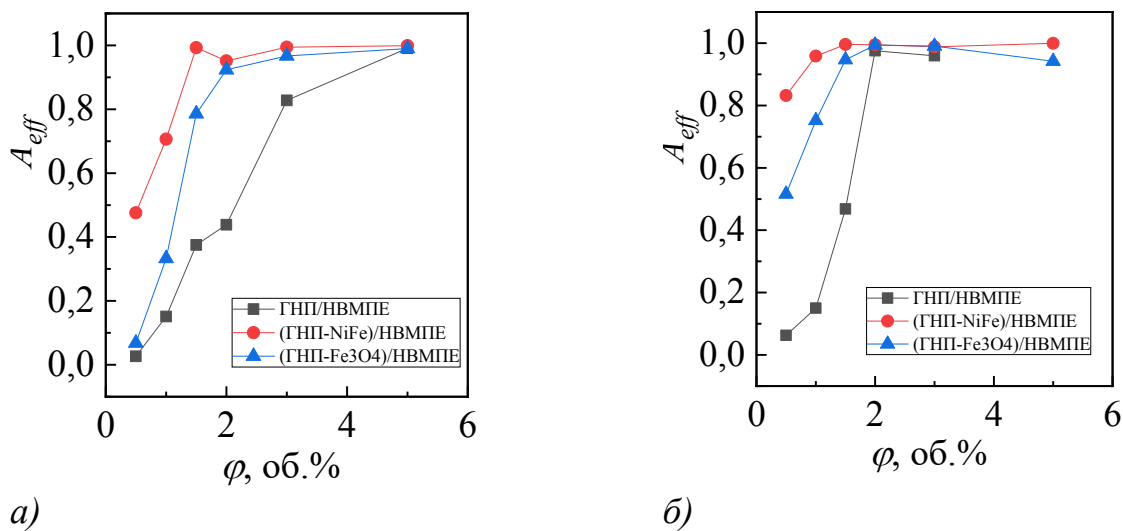 1,0
0,8
0,6
0,4
0,2
0,0
A_eff
ГНП/НВМПЕ
(ГНП-NiFe)/НВМПЕ
(ГНП-Fe3O4)/НВМПЕ
0 2 4 6
φ, об.%
а)
1,0
0,8
0,6
0,4
0,2
0,0
A_eff
ГНП/НВМПЕ
(ГНП-NiFe)/НВМПЕ
(ГНП-Fe3O4)/НВМПЕ
0 2 4 6
φ, об.%
б)